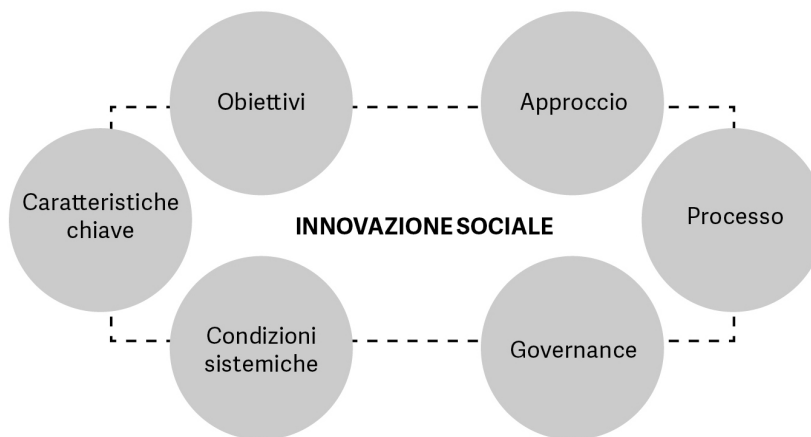 Obiettivi
Approccio
Caratteristiche
chiave
INNOVAZIONE SOCIALE
Processo
Condizioni
sistemiche
Governance